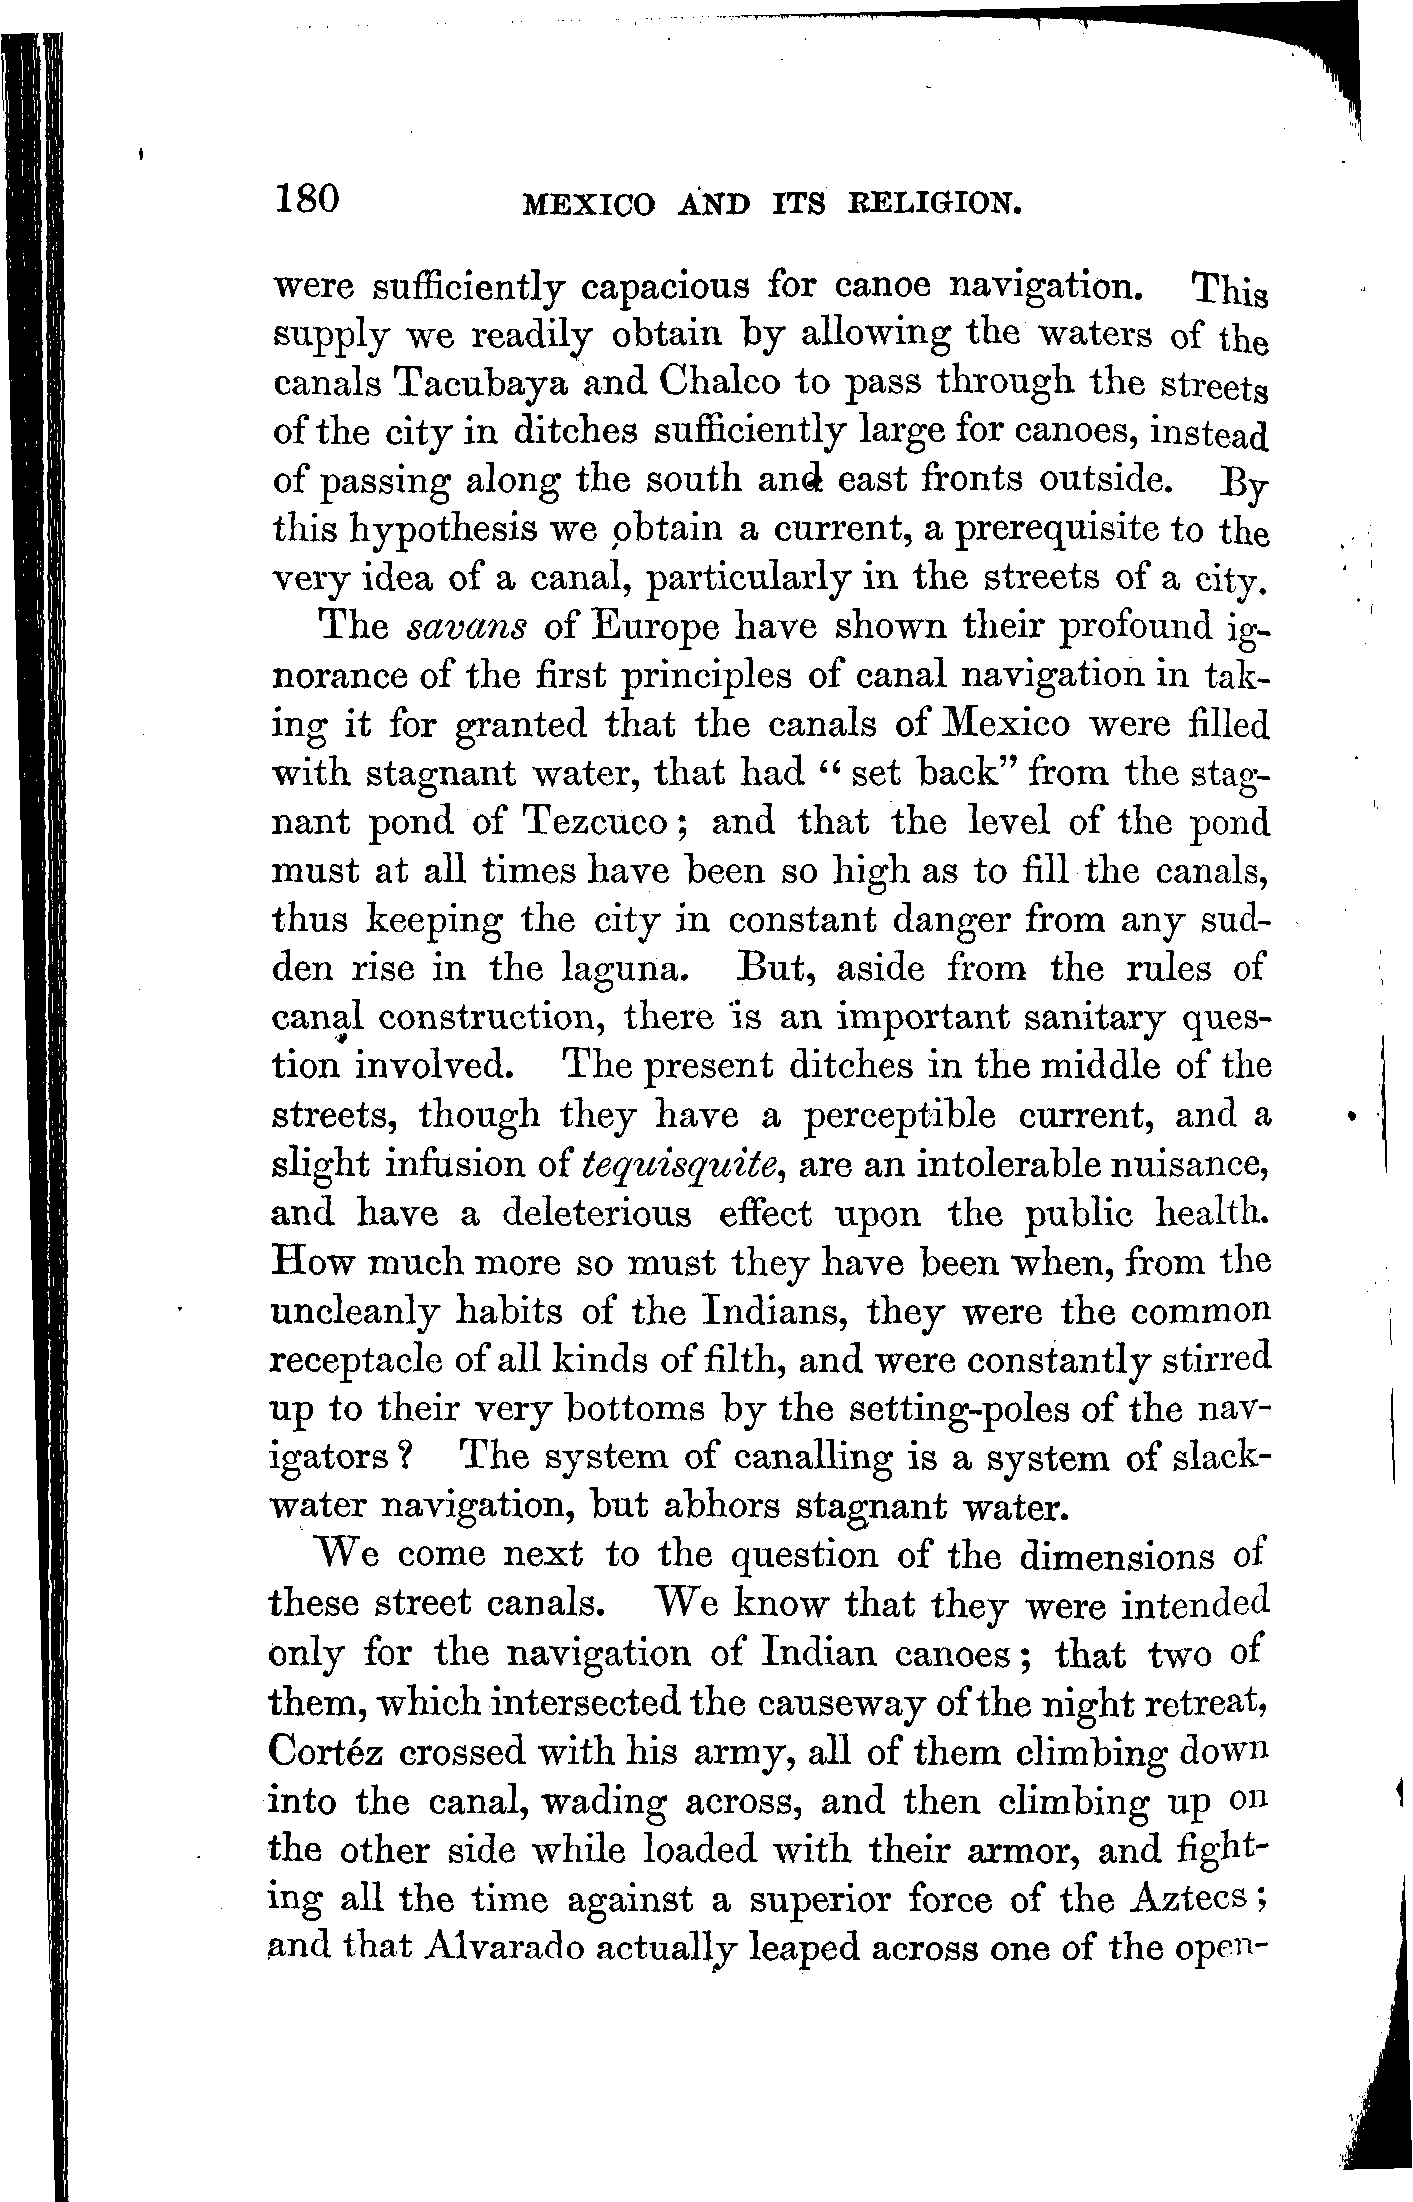 180 MEXICO AND ITS RELIGION.
were sufficiently capacious for canoe navigation. This
supply we readily obtain by allowing the waters of the
canals Tacubaya and Chalco to pass through the streets
of the city in ditches sufficiently large for canoes, instead
of passing along the south and east fronts outside. By
this hypothesis we obtain a current, a prerequisite to the
very idea of a canal, particularly in the streets of a city.
The savans of Europe have shown their profound ig-
norance of the first principles of canal navigation in tak-
ing it for granted that the canals of Mexico were filled
with stagnant water, that had “ set back” from the stag-
nant pond of Tezcuco; and that the level of the pond
must at all times have been so high as to fill the canals,
thus keeping the city in constant danger from any sud-
den rise in the laguna. But, aside from the rules of
canal construction, there is an important sanitary ques-
tion involved. The present ditches in the middle of the
streets, though they have a perceptible current, and a
slight infusion of tequisquite, are an intolerable nuisance,
and have a deleterious effect upon the public health.
How much more so must they have been when, from the
uncleanly habits of the Indians, they were the common
receptacle of all kinds of filth, and were constantly stirred
up to their very bottoms by the setting-poles of the nav-
igators? The system of canalling is a system of slack-
water navigation, but abhors stagnant water.
We come next to the question of the dimensions of
these street canals. We know that they were intended
only for the navigation of Indian canoes; that two of
them, which intersected the causeway of the night retreat,
Cortéz crossed with his army, all of them climbing down
into the canal, wading across, and then climbing up on
the other side while loaded with their armor, and fight-
ing all the time against a superior force of the Aztecs;
and that Alvarado actually leaped across one of the open-